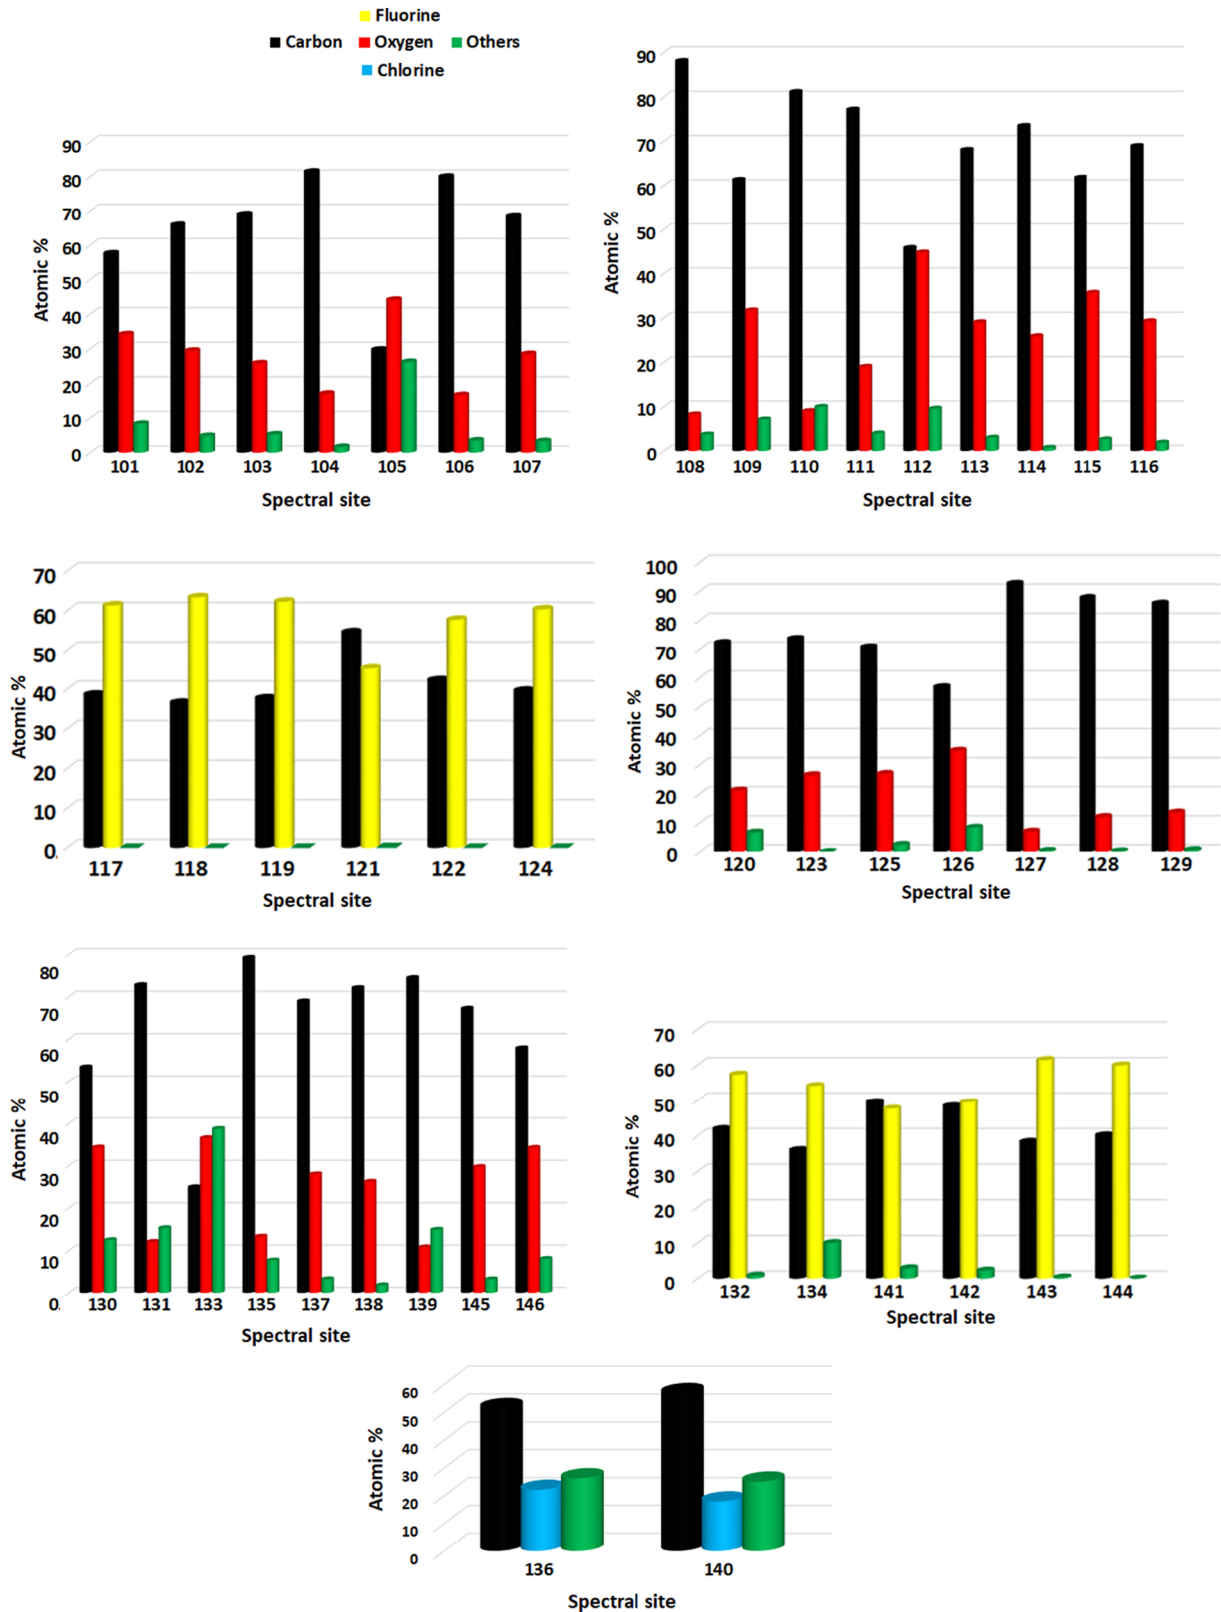 Fluorine
Carbon Oxygen Others
Chlorine
90
80
70
60
50
40
30
20
10
0
Atomic %
101 102 103 104 105 106 107
Spectral site
90
80
70
60
50
40
30
20
10
0
Atomic %
108 109 110 111 112 113 114 115 116
Spectral site
70
60
50
40
30
20
10
0
Atomic %
117 118 119 121 122 124
Spectral site
100
90
80
70
60
50
40
30
20
10
0
Atomic %
120 123 125 126 127 128 129
Spectral site
80
70
60
50
40
30
20
10
0
Atomic %
130 131 133 135 137 138 139 145 146
Spectral site
70
60
50
40
30
20
10
0
Atomic %
132 134 141 142 143 144
Spectral site
60
50
40
30
20
10
0
Atomic %
136 140
Spectral site